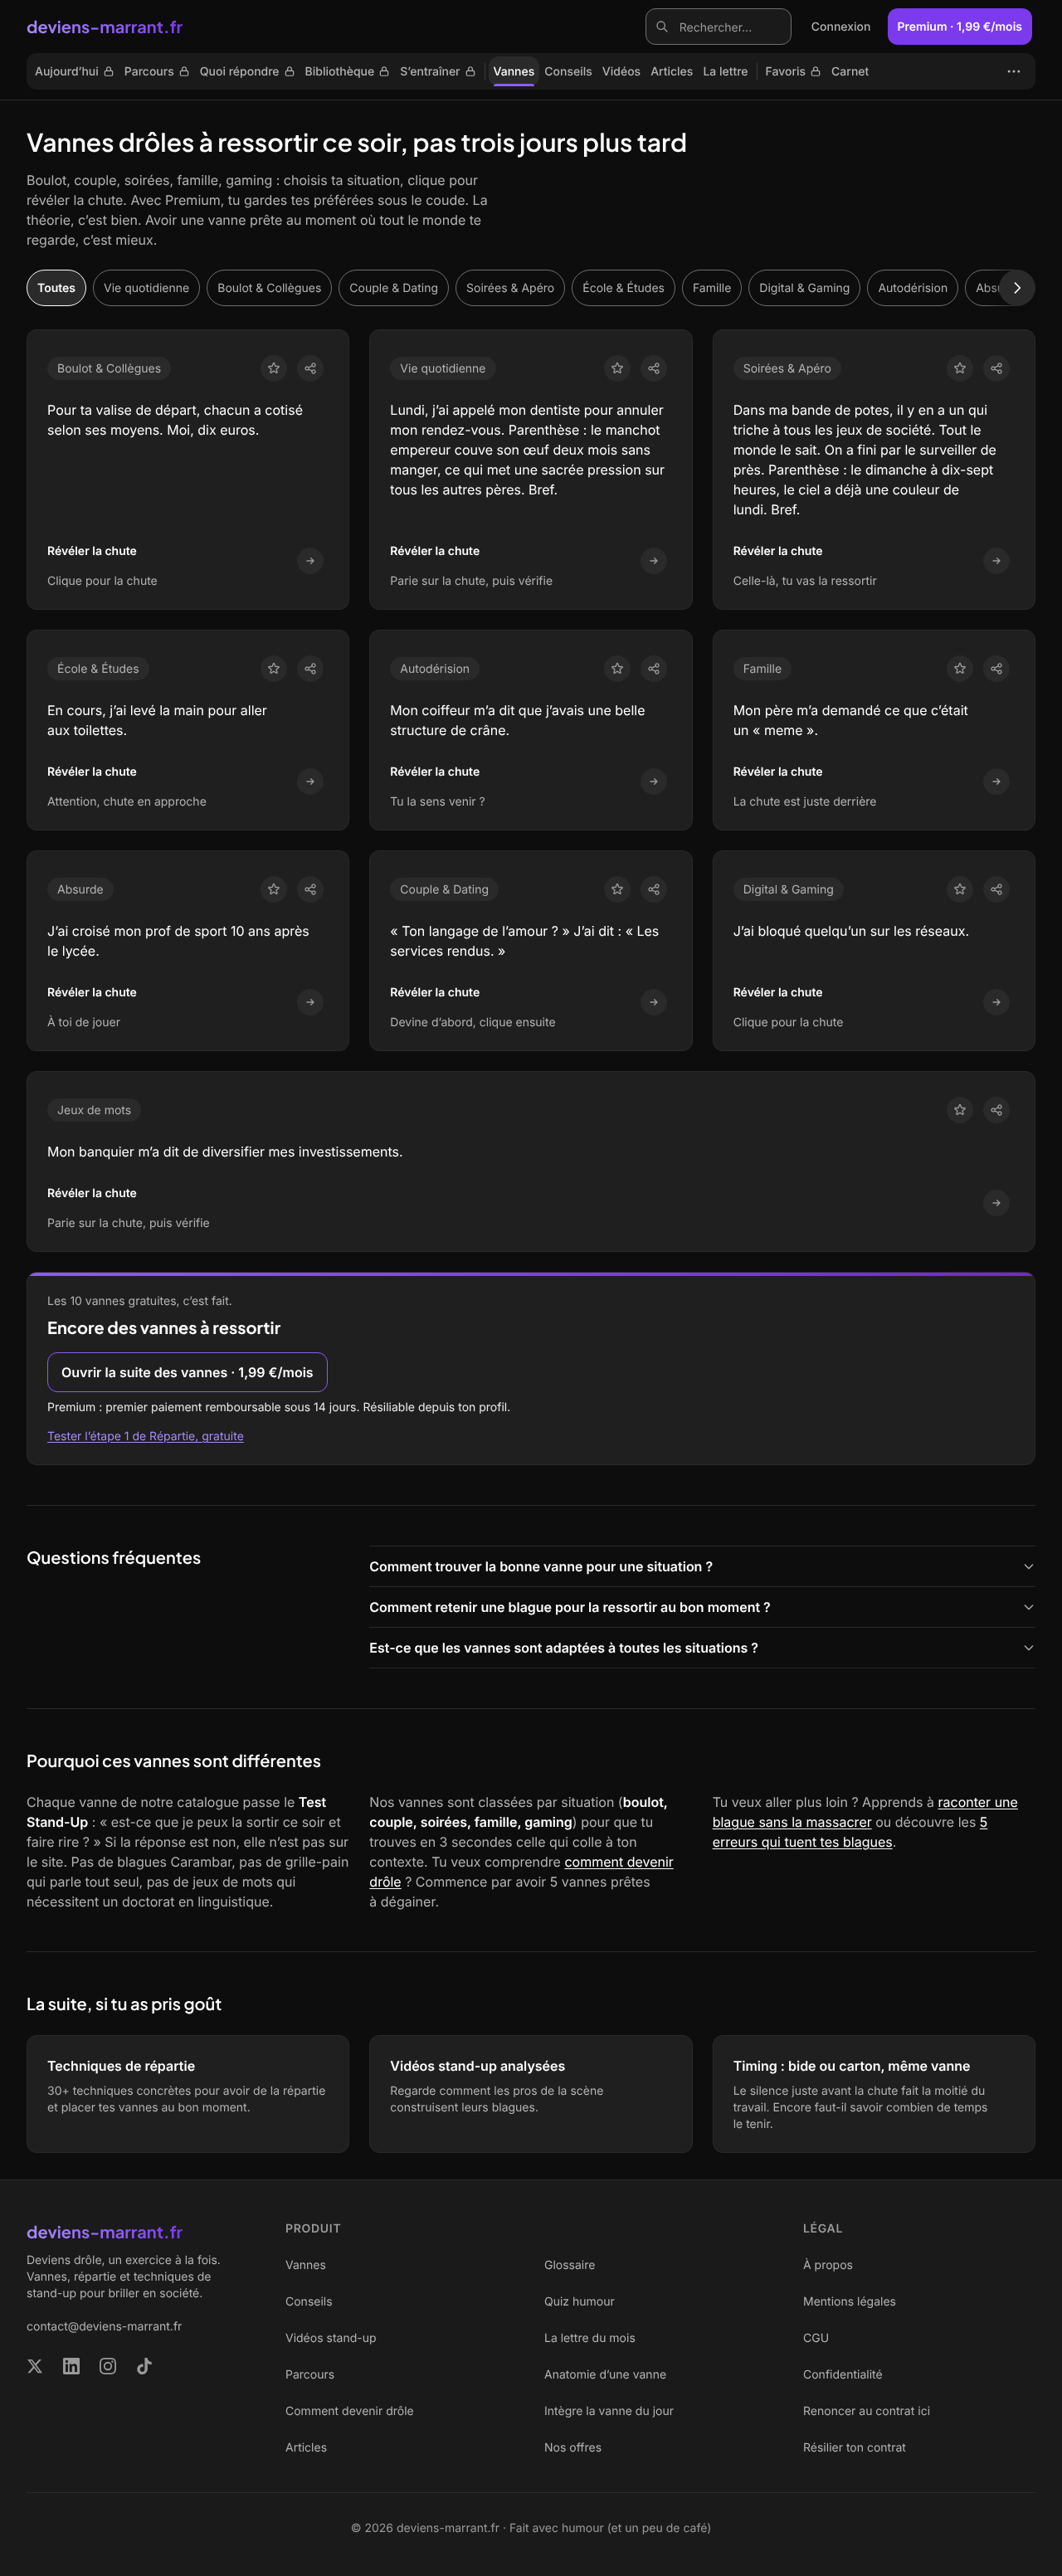 deviens-marrant.fr
Rechercher...
Connexion
Premium · 1,99 €/mois
Aujourd’hui
Parcours
Quoi répondre
Bibliothèque
S’entraîner
Vannes
Conseils
Vidéos
Articles
La lettre
Favoris
Carnet
Vannes drôles à ressortir ce soir, pas trois jours plus tard
Boulot, couple, soirées, famille, gaming : choisis ta situation, clique pour
révéler la chute. Avec Premium, tu gardes tes préférées sous le coude. La
théorie, c’est bien. Avoir une vanne prête au moment où tout le monde te
regarde, c’est mieux.
Toutes
Vie quotidienne
Boulot & Collègues
Couple & Dating
Soirées & Apéro
École & Études
Famille
Digital & Gaming
Autodérision
Absu
Boulot & Collègues
Pour ta valise de départ, chacun a cotisé
selon ses moyens. Moi, dix euros.
Révéler la chute
Clique pour la chute
Vie quotidienne
Lundi, j’ai appelé mon dentiste pour annuler
mon rendez-vous. Parenthèse : le manchot
empereur couve son œuf deux mois sans
manger, ce qui met une sacrée pression sur
tous les autres pères. Bref.
Révéler la chute
Parie sur la chute, puis vérifie
Soirées & Apéro
Dans ma bande de potes, il y en a un qui
triche à tous les jeux de société. Tout le
monde le sait. On a fini par le surveiller de
près. Parenthèse : le dimanche à dix-sept
heures, le ciel a déjà une couleur de
lundi. Bref.
Révéler la chute
Celle-là, tu vas la ressortir
École & Études
En cours, j’ai levé la main pour aller
aux toilettes.
Révéler la chute
Attention, chute en approche
Autodérision
Mon coiffeur m’a dit que j’avais une belle
structure de crâne.
Révéler la chute
Tu la sens venir ?
Famille
Mon père m’a demandé ce que c’était
un « meme ».
Révéler la chute
La chute est juste derrière
Absurde
J’ai croisé mon prof de sport 10 ans après
le lycée.
Révéler la chute
À toi de jouer
Couple & Dating
« Ton langage de l’amour ? » J’ai dit : « Les
services rendus. »
Révéler la chute
Devine d’abord, clique ensuite
Digital & Gaming
J’ai bloqué quelqu’un sur les réseaux.
Révéler la chute
Clique pour la chute
Jeux de mots
Mon banquier m’a dit de diversifier mes investissements.
Révéler la chute
Parie sur la chute, puis vérifie
Les 10 vannes gratuites, c’est fait.
Encore des vannes à ressortir
Ouvrir la suite des vannes · 1,99 €/mois
Premium : premier paiement remboursable sous 14 jours. Résiliable depuis ton profil.
Tester l’étape 1 de Répartie, gratuite
Questions fréquentes
Comment trouver la bonne vanne pour une situation ?
Comment retenir une blague pour la ressortir au bon moment ?
Est-ce que les vannes sont adaptées à toutes les situations ?
Pourquoi ces vannes sont différentes
Chaque vanne de notre catalogue passe le Test
Stand-Up : « est-ce que je peux la sortir ce soir et
faire rire ? » Si la réponse est non, elle n’est pas sur
le site. Pas de blagues Carambar, pas de grille-pain
qui parle tout seul, pas de jeux de mots qui
nécessitent un doctorat en linguistique.
Nos vannes sont classées par situation (boulot,
couple, soirées, famille, gaming) pour que tu
trouves en 3 secondes celle qui colle à ton
contexte. Tu veux comprendre comment devenir
drôle ? Commence par avoir 5 vannes prêtes
à dégainer.
Tu veux aller plus loin ? Apprends à raconter une
blague sans la massacrer ou découvre les 5
erreurs qui tuent tes blagues.
La suite, si tu as pris goût
Techniques de répartie
30+ techniques concrètes pour avoir de la répartie
et placer tes vannes au bon moment.
Vidéos stand-up analysées
Regarde comment les pros de la scène
construisent leurs blagues.
Timing : bide ou carton, même vanne
Le silence juste avant la chute fait la moitié du
travail. Encore faut-il savoir combien de temps
le tenir.
deviens-marrant.fr
Deviens drôle, un exercice à la fois.
Vannes, répartie et techniques de
stand-up pour briller en société.
contact@deviens-marrant.fr
PRODUIT
Vannes
Conseils
Vidéos stand-up
Parcours
Comment devenir drôle
Articles
Glossaire
Quiz humour
La lettre du mois
Anatomie d’une vanne
Intègre la vanne du jour
Nos offres
LÉGAL
À propos
Mentions légales
CGU
Confidentialité
Renoncer au contrat ici
Résilier ton contrat
© 2026 deviens-marrant.fr · Fait avec humour (et un peu de café)